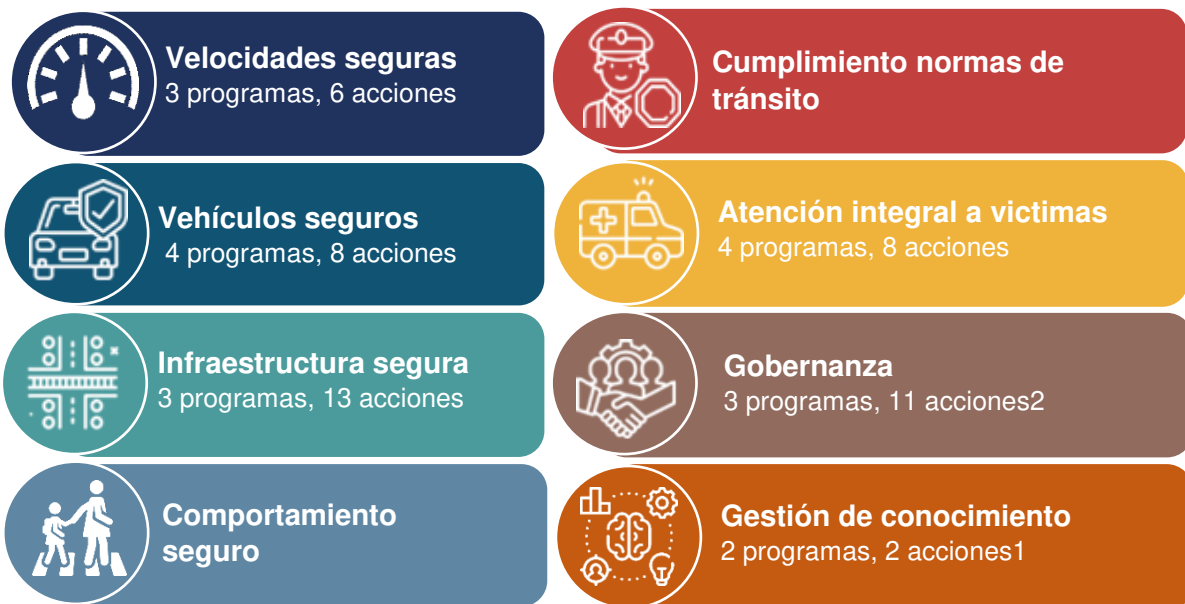 Velocidades seguras
3 programas, 6 acciones
Cumplimiento normas de
tránsito
Vehículos seguros
4 programas, 8 acciones
Atención integral a victimas
4 programas, 8 acciones
Infraestructura segura
3 programas, 13 acciones
Gobernanza
3 programas, 11 acciones2
Comportamiento
seguro
Gestión de conocimiento
2 programas, 2 acciones1